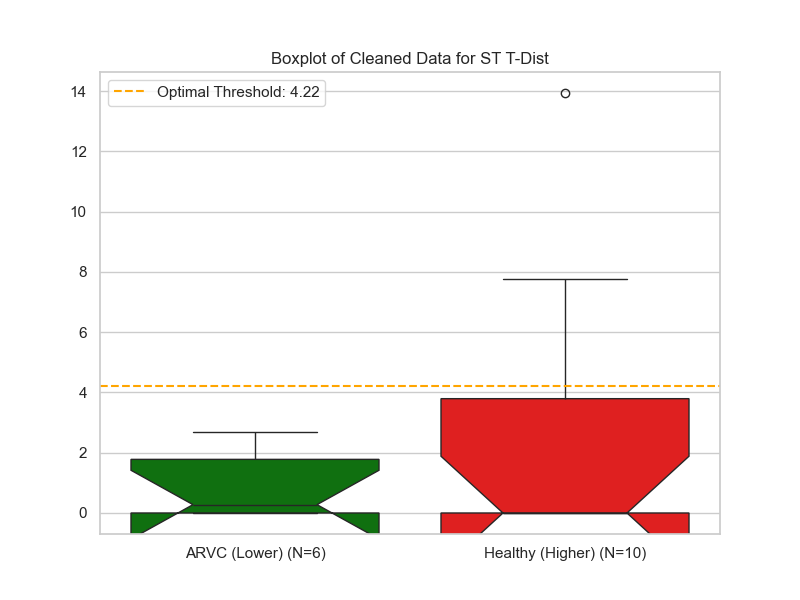 Boxplot of Cleaned Data for ST T-Dist
Optimal Threshold: 4.22
14
12
10
8
6
4
2
0
ARVC (Lower) (N=6)
Healthy (Higher) (N=10)